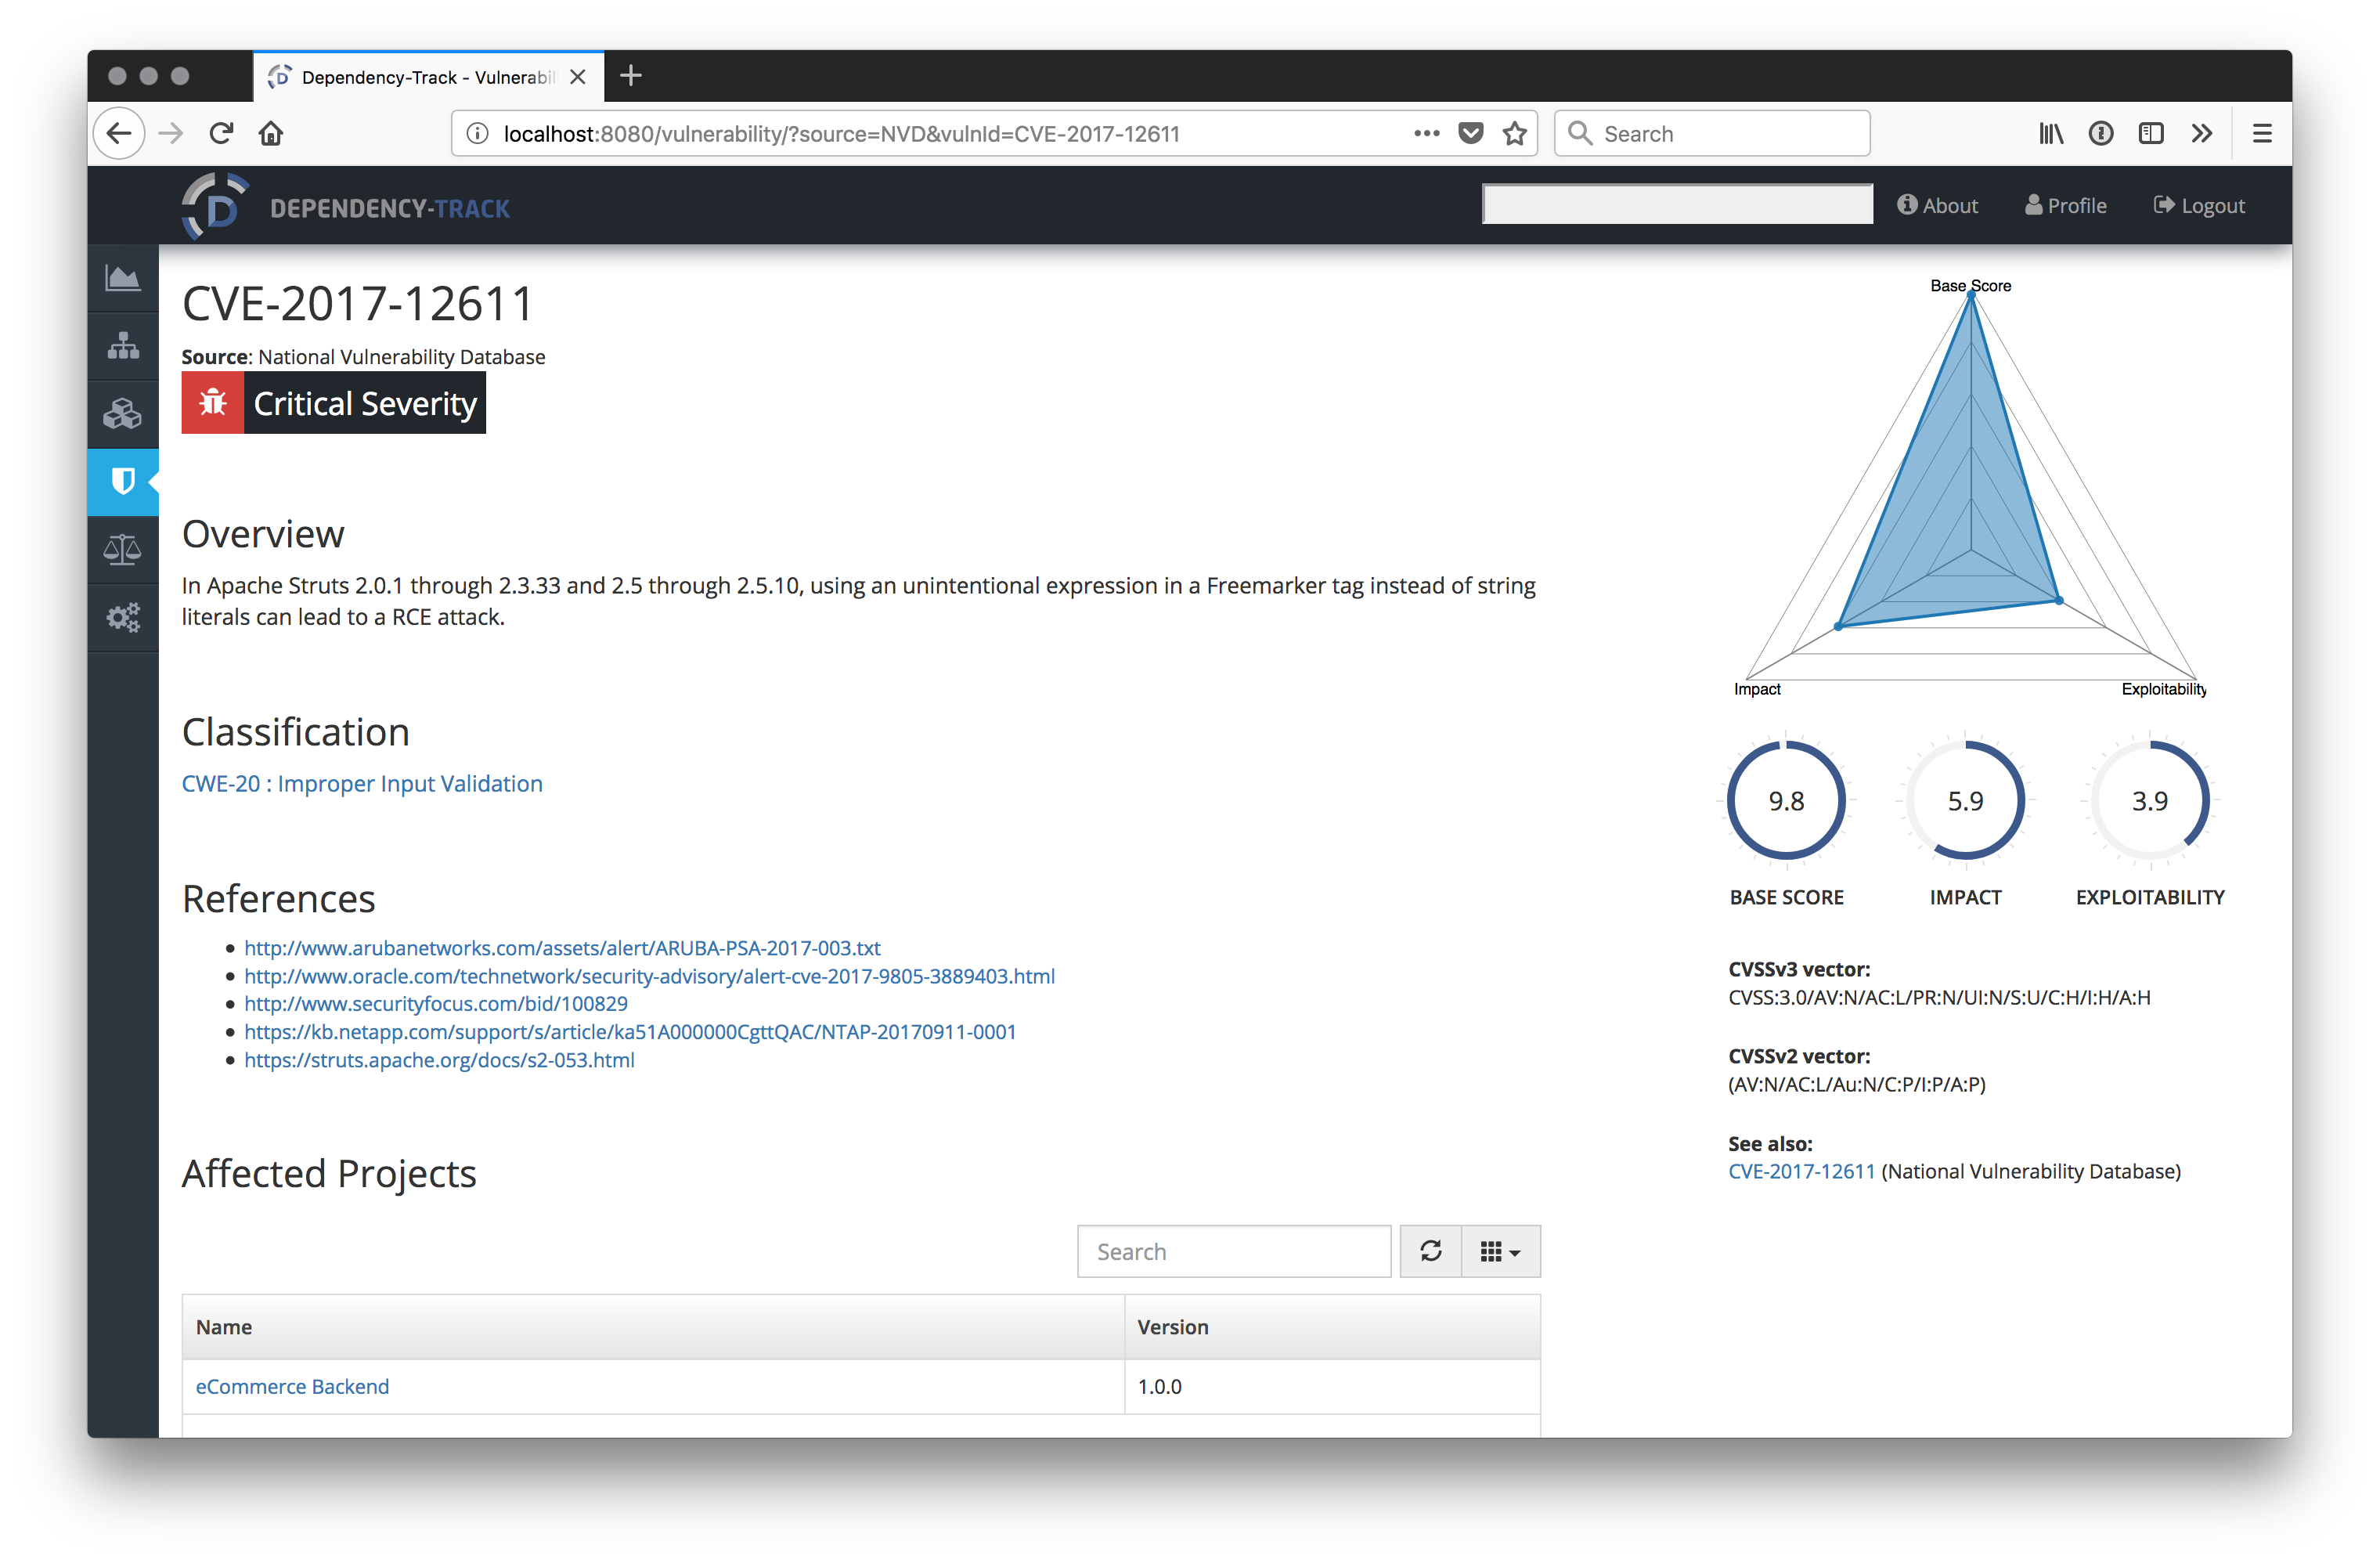 Dependency-Track - Vulnerabil
localhost:8080/vulnerability/?source=NVD&vulnId=CVE-2017-12611
Search
DEPENDENCY-TRACK
About
Profile
Logout
CVE-2017-12611
Source: National Vulnerability Database
Critical Severity
Overview
In Apache Struts 2.0.1 through 2.3.33 and 2.5 through 2.5.10, using an unintentional expression in a Freemarker tag instead of string
literals can lead to a RCE attack.
Classification
CWE-20 : Improper Input Validation
References
http://www.arubanetworks.com/assets/alert/ARUBA-PSA-2017-003.txt
http://www.oracle.com/technetwork/security-advisory/alert-cve-2017-9805-3889403.html
http://www.securityfocus.com/bid/100829
https://kb.netapp.com/support/s/article/ka51A000000CgttQAC/NTAP-20170911-0001
https://struts.apache.org/docs/s2-053.html
Affected Projects
Search
Name Version
eCommerce Backend 1.0.0
Base Score
Impact
Exploitability
9.8 5.9 3.9
BASE SCORE IMPACT EXPLOITABILITY
CVSSv3 vector:
CVSS:3.0/AV:N/AC:L/PR:N/UI:N/S:U/C:H/I:H/A:H
CVSSv2 vector:
(AV:N/AC:L/Au:N/C:P/I:P/A:P)
See also:
CVE-2017-12611 (National Vulnerability Database)